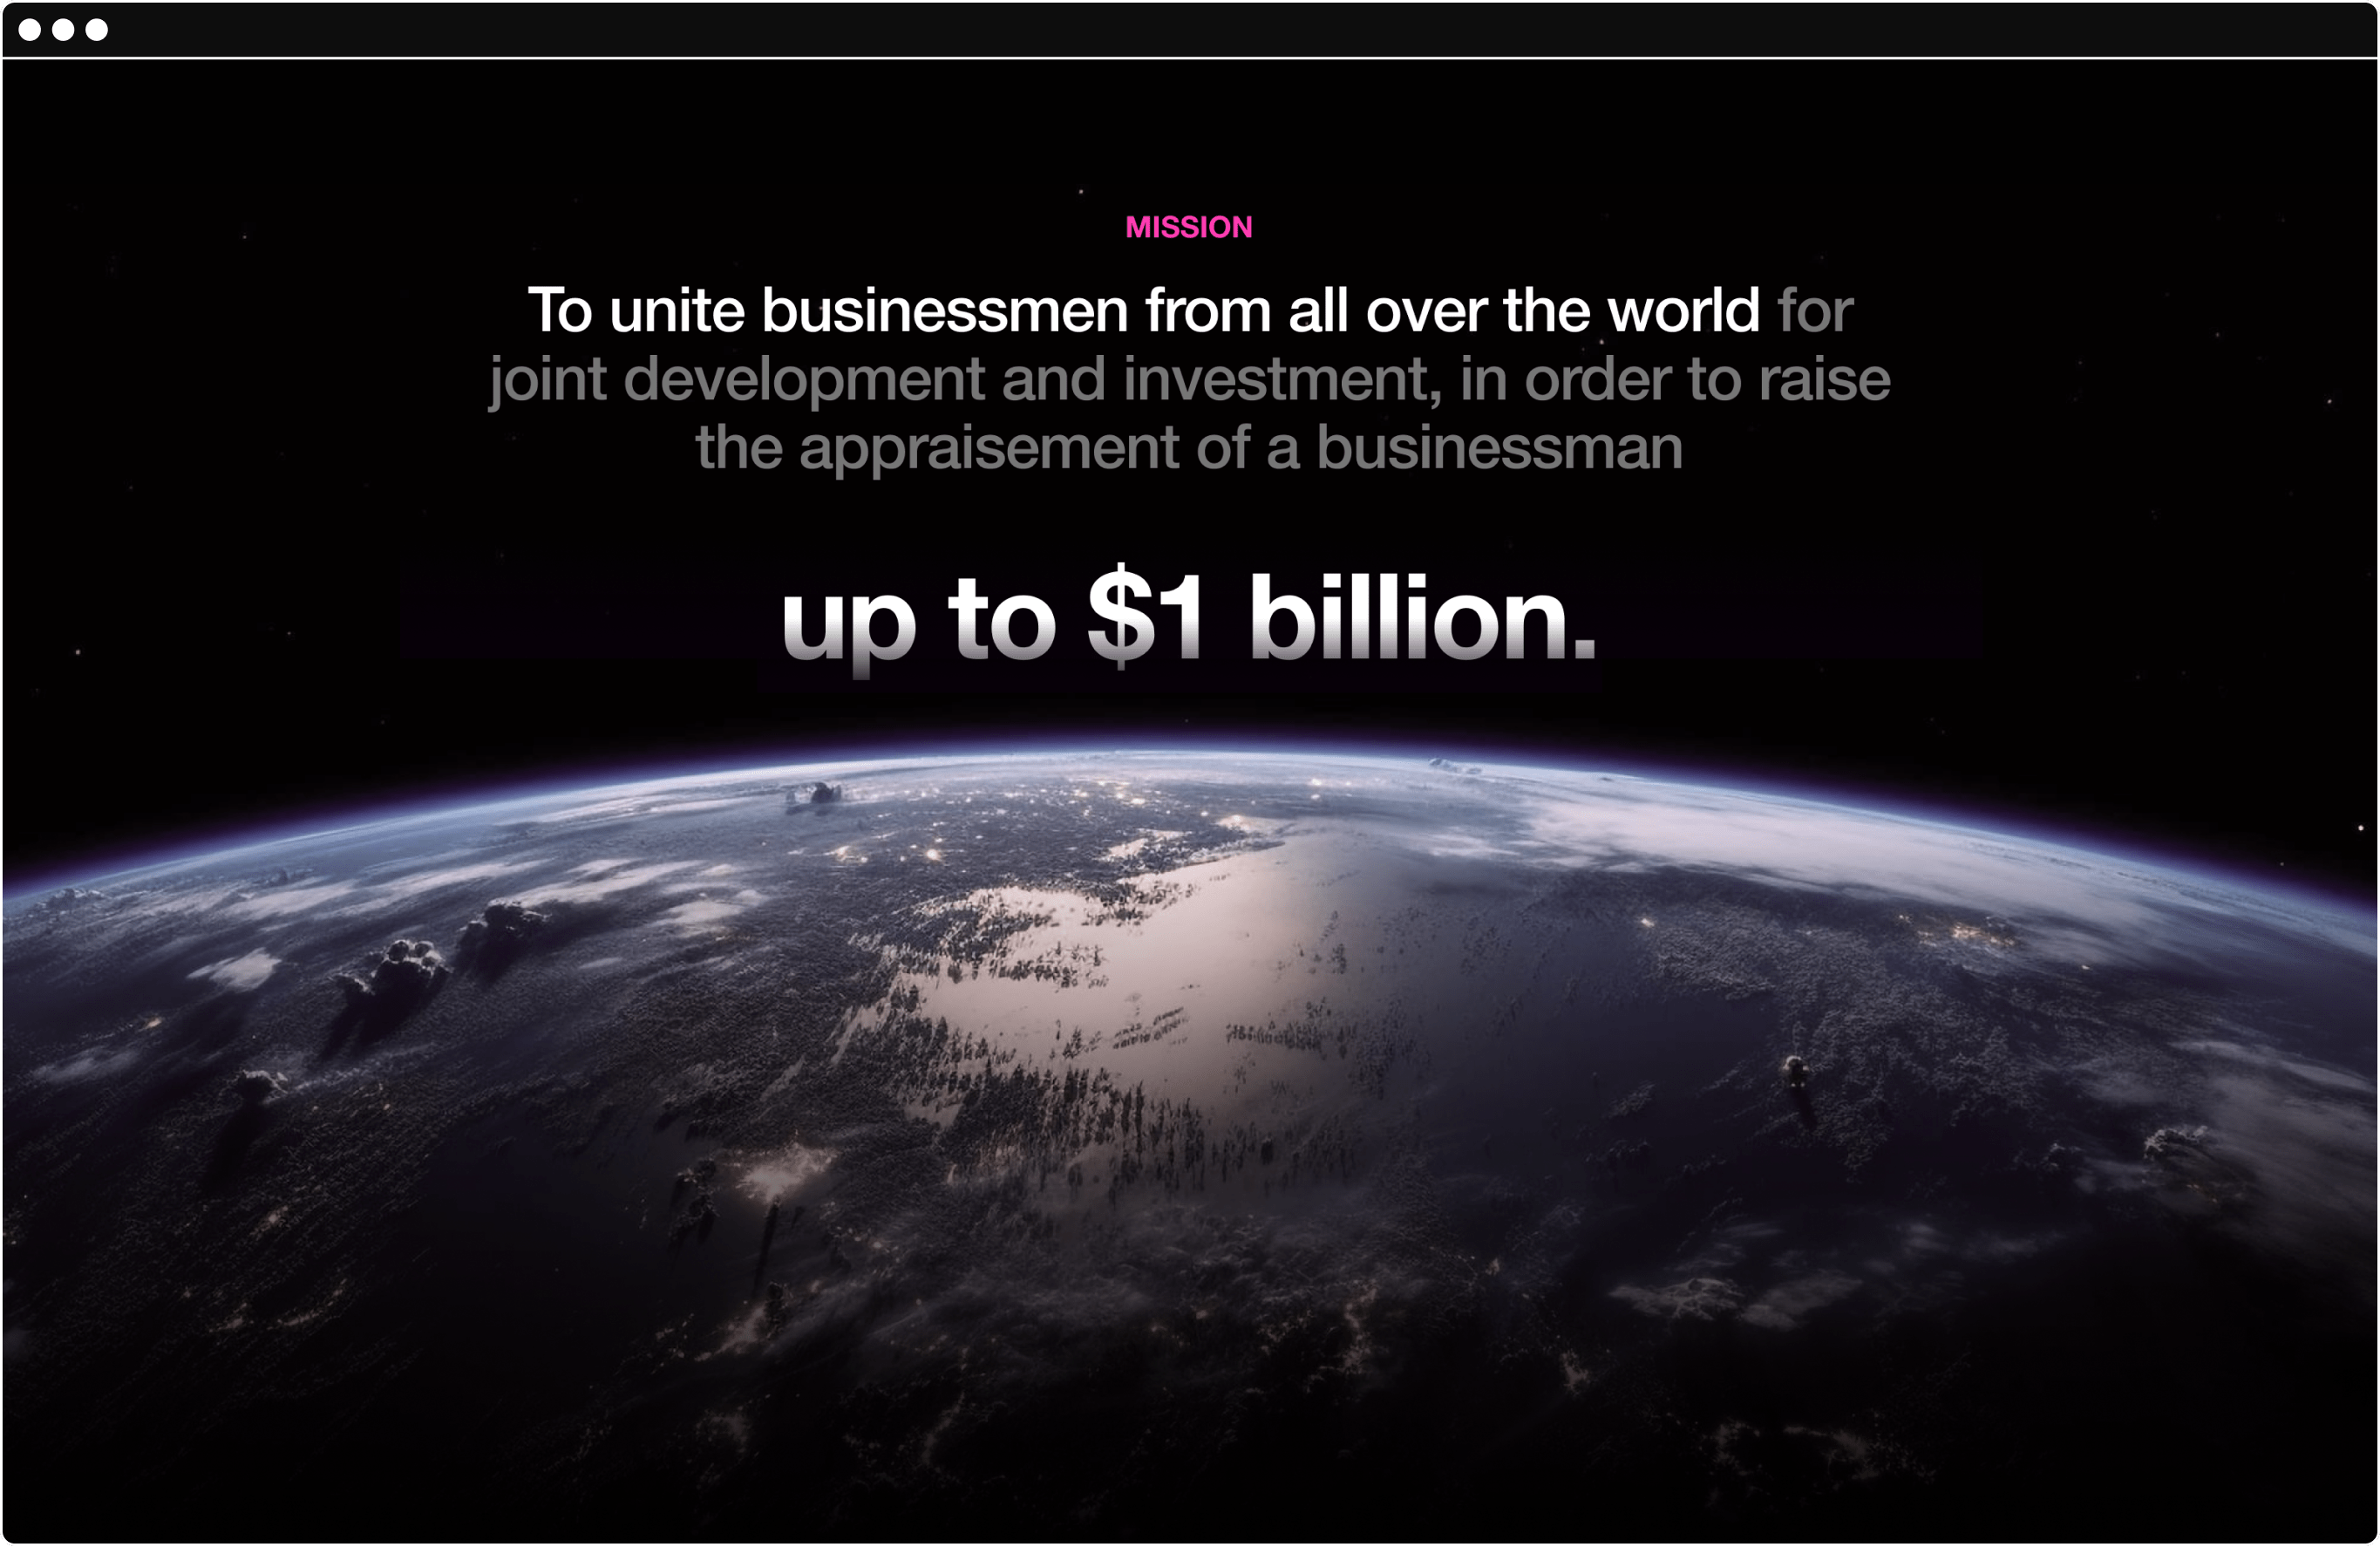 MISSION
To unite businessmen from all over the world for
joint development and investment, in order to raise
the appraisement of a businessman
up to $1 billion.